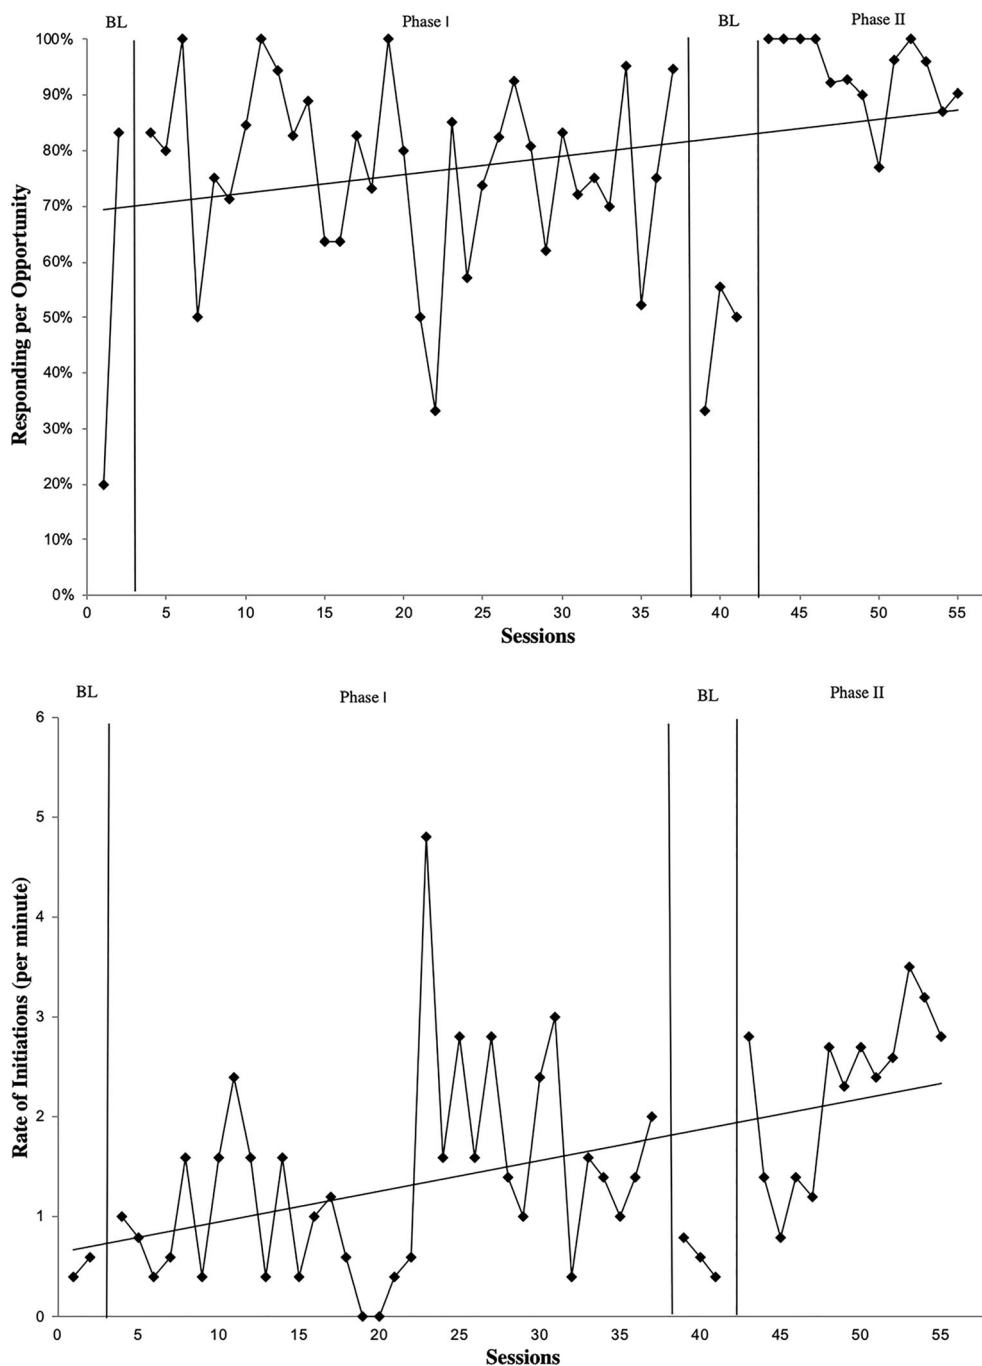 BL Phase I BL Phase II
100%
90%
80%
70%
60%
50%
40%
30%
20%
10%
0%
Responding per Opportunity
0 5 10 15 20 25 30 35 40 45 50 55
Sessions
BL Phase I BL Phase II
6
5
4
3
2
1
0
Rate of Initiations (per minute)
0 5 10 15 20 25 30 35 40 45 50 55
Sessions